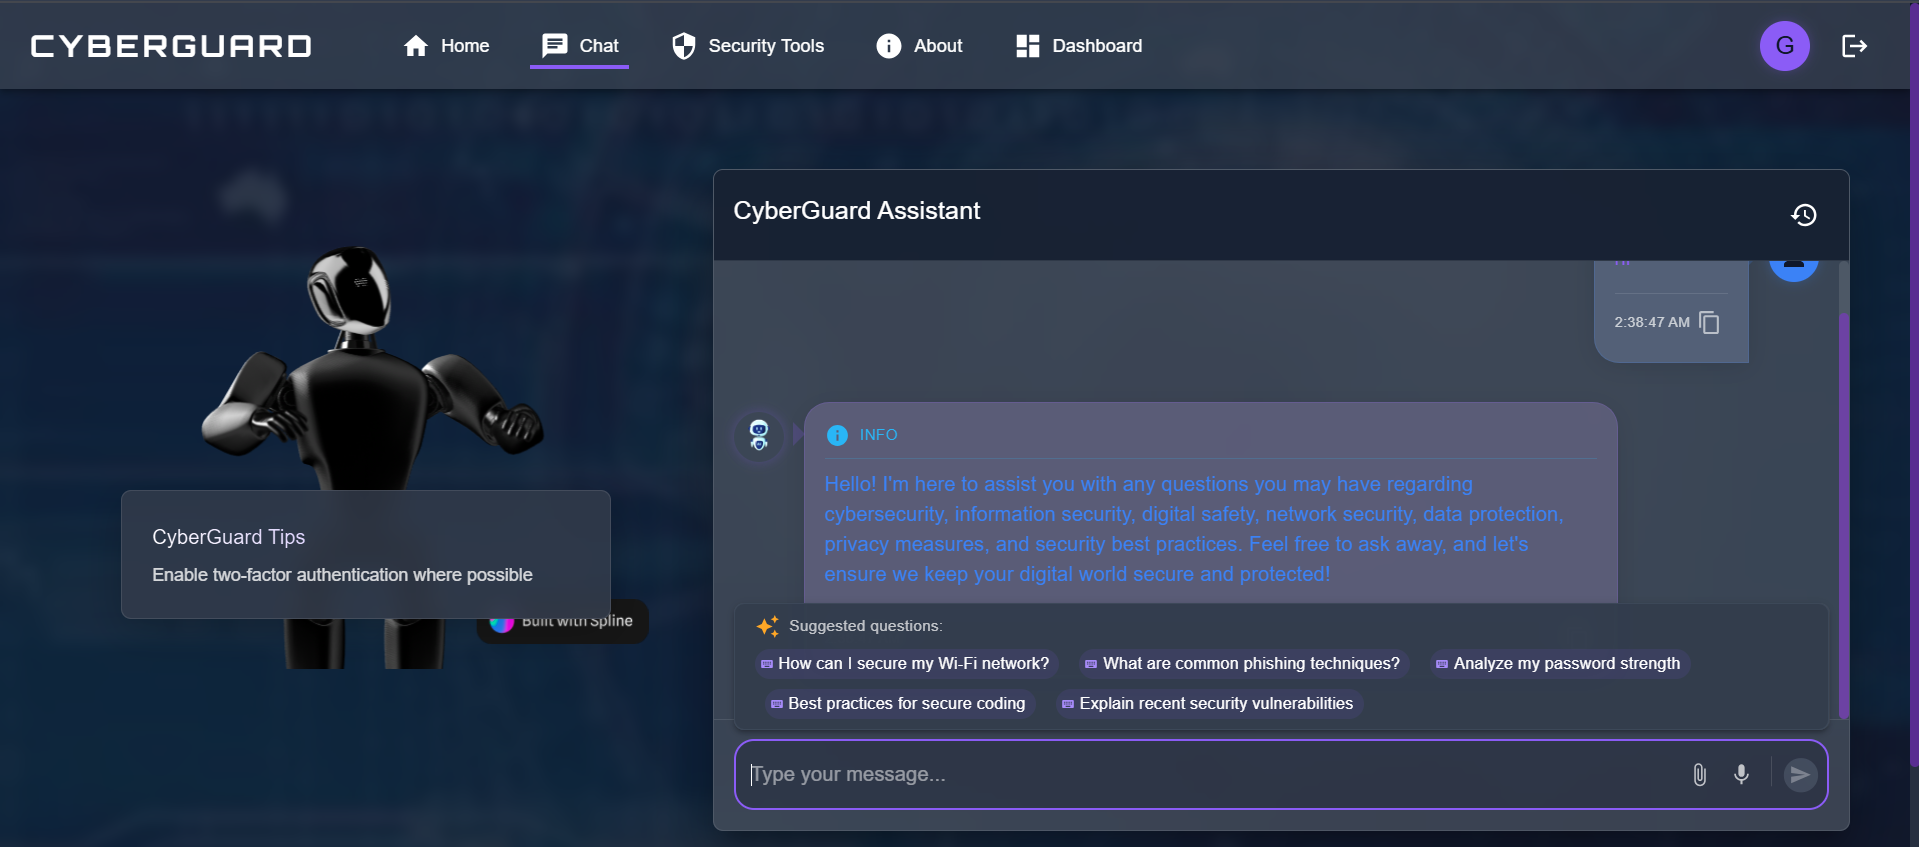 CYBERGUARD
Home
Chat
Security Tools
About
Dashboard
G
CyberGuard Assistant
2:38:47 AM
INFO
Hello! I'm here to assist you with any questions you may have regarding
cybersecurity, information security, digital safety, network security, data protection,
privacy measures, and security best practices. Feel free to ask away, and let's
ensure we keep your digital world secure and protected!
CyberGuard Tips
Enable two-factor authentication where possible
Built with Spline
Suggested questions:
How can I secure my Wi-Fi network?
What are common phishing techniques?
Analyze my password strength
Best practices for secure coding
Explain recent security vulnerabilities
Type your message...